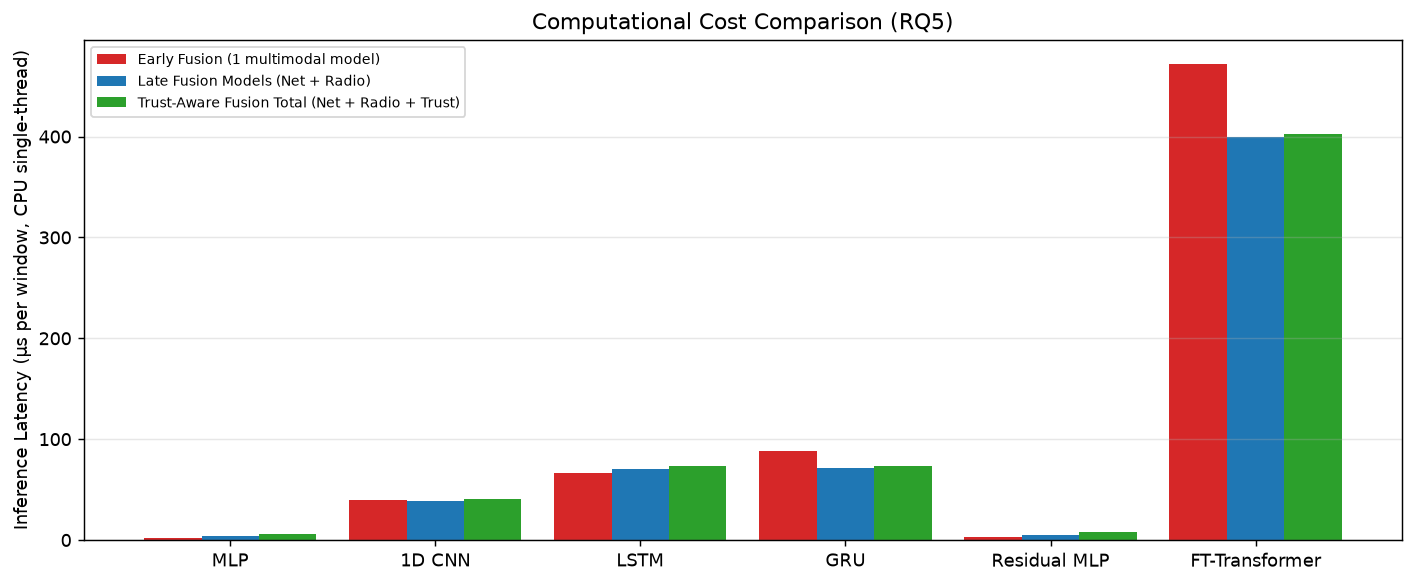 Computational Cost Comparison (RQ5)
Early Fusion (1 multimodal model)
Late Fusion Models (Net + Radio)
Trust-Aware Fusion Total (Net + Radio + Trust)
Inference Latency (µs per window, CPU single-thread)
400
300
200
100
0
MLP
1D CNN
LSTM
GRU
Residual MLP
FT-Transformer